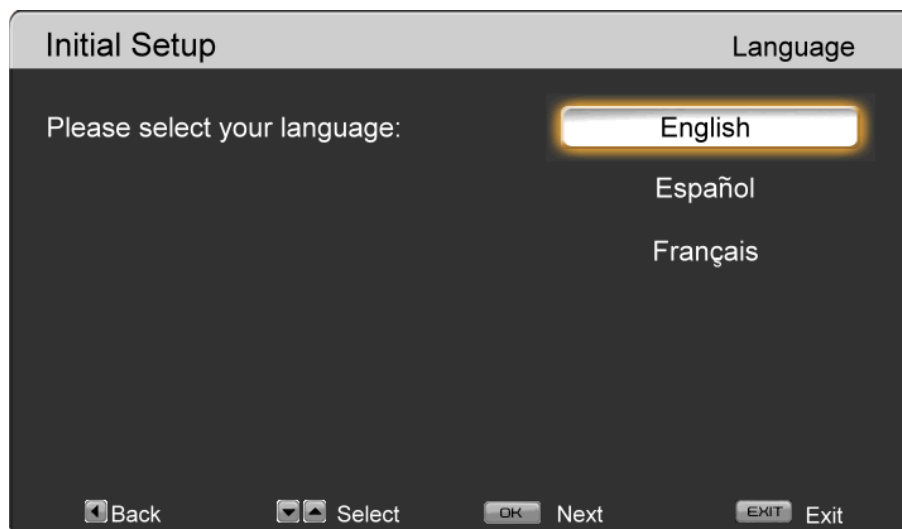 Initial Setup Language
Please select your language: English
Español
Français
Back Select OK Next EXIT Exit